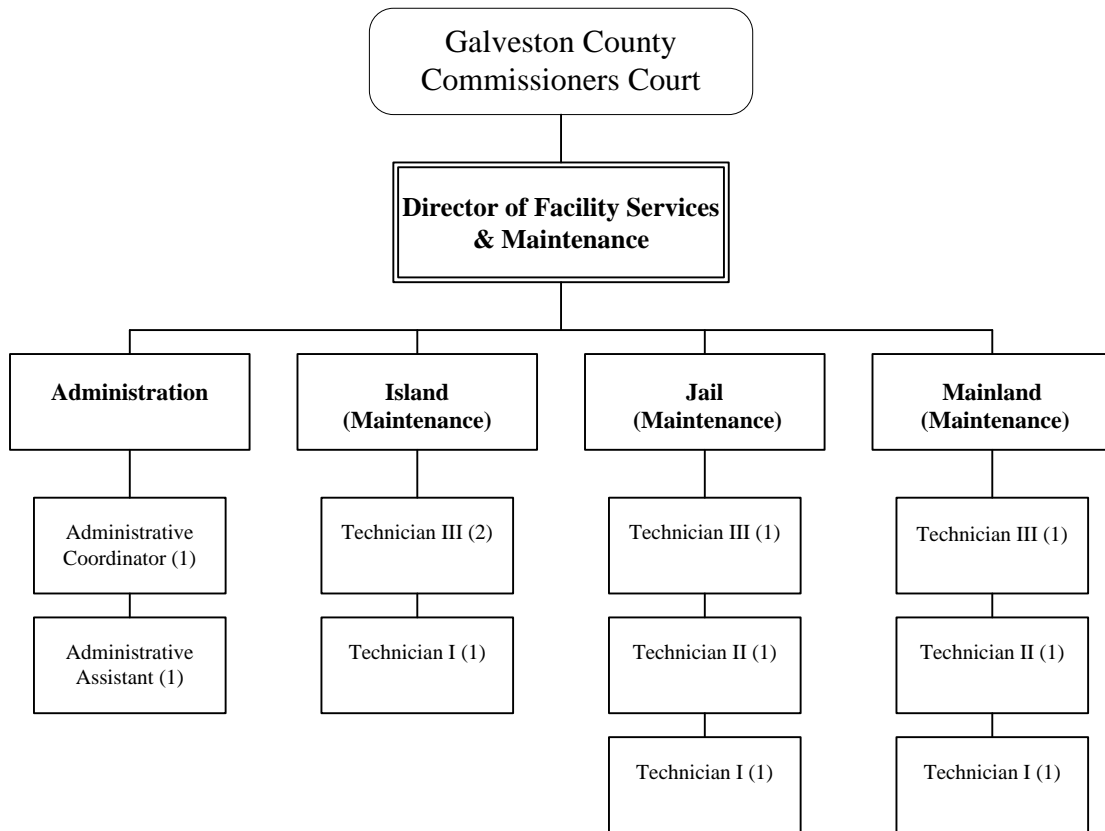 Galveston County
Commissioners Court
Director of Facility Services
& Maintenance
Administration
Island
(Maintenance)
Jail
(Maintenance)
Mainland
(Maintenance)
Administrative
Coordinator (1)
Technician III (2)
Technician III (1)
Technician III (1)
Administrative
Assistant (1)
Technician I (1)
Technician II (1)
Technician II (1)
Technician I (1)
Technician I (1)